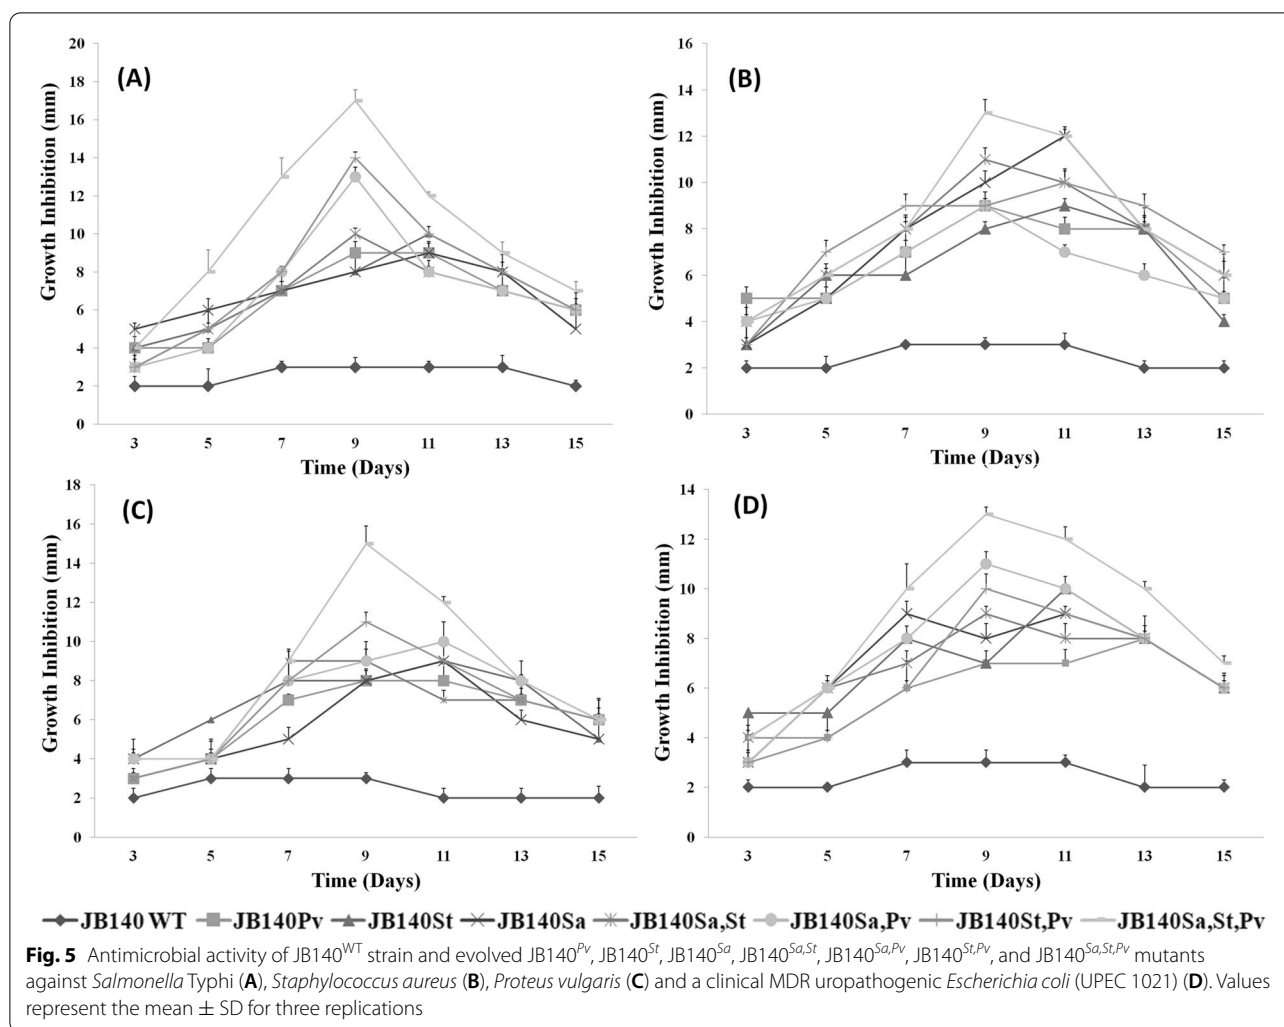 (A)
Growth Inhibition (mm)
20
18
16
14
12
10
8
6
4
2
0
3 5 7 9 11 13 15
Time (Days)
(B)
Growth Inhibition (mm)
16
14
12
10
8
6
4
2
0
3 5 7 9 11 13 15
Time (Days)
(C)
Growth Inhibition (mm)
18
16
14
12
10
8
6
4
2
0
3 5 7 9 11 13 15
Time (Days)
(D)
Growth Inhibition (mm)
14
12
10
8
6
4
2
0
3 5 7 9 11 13 15
Time (Days)
JB140 WT JB140Pv JB140St JB140Sa JB140Sa,St JB140Sa,Pv JB140St,Pv JB140Sa,St,Pv
Fig. 5 Antimicrobial activity of JB140WT strain and evolved JB140Pv, JB140St, JB140Sa, JB140Sa,St, JB140Sa,Pv, JB140St,Pv, and JB140Sa,St,Pv mutants
against Salmonella Typhi (A), Staphylococcus aureus (B), Proteus vulgaris (C) and a clinical MDR uropathogenic Escherichia coli (UPEC 1021) (D). Values
represent the mean ± SD for three replications